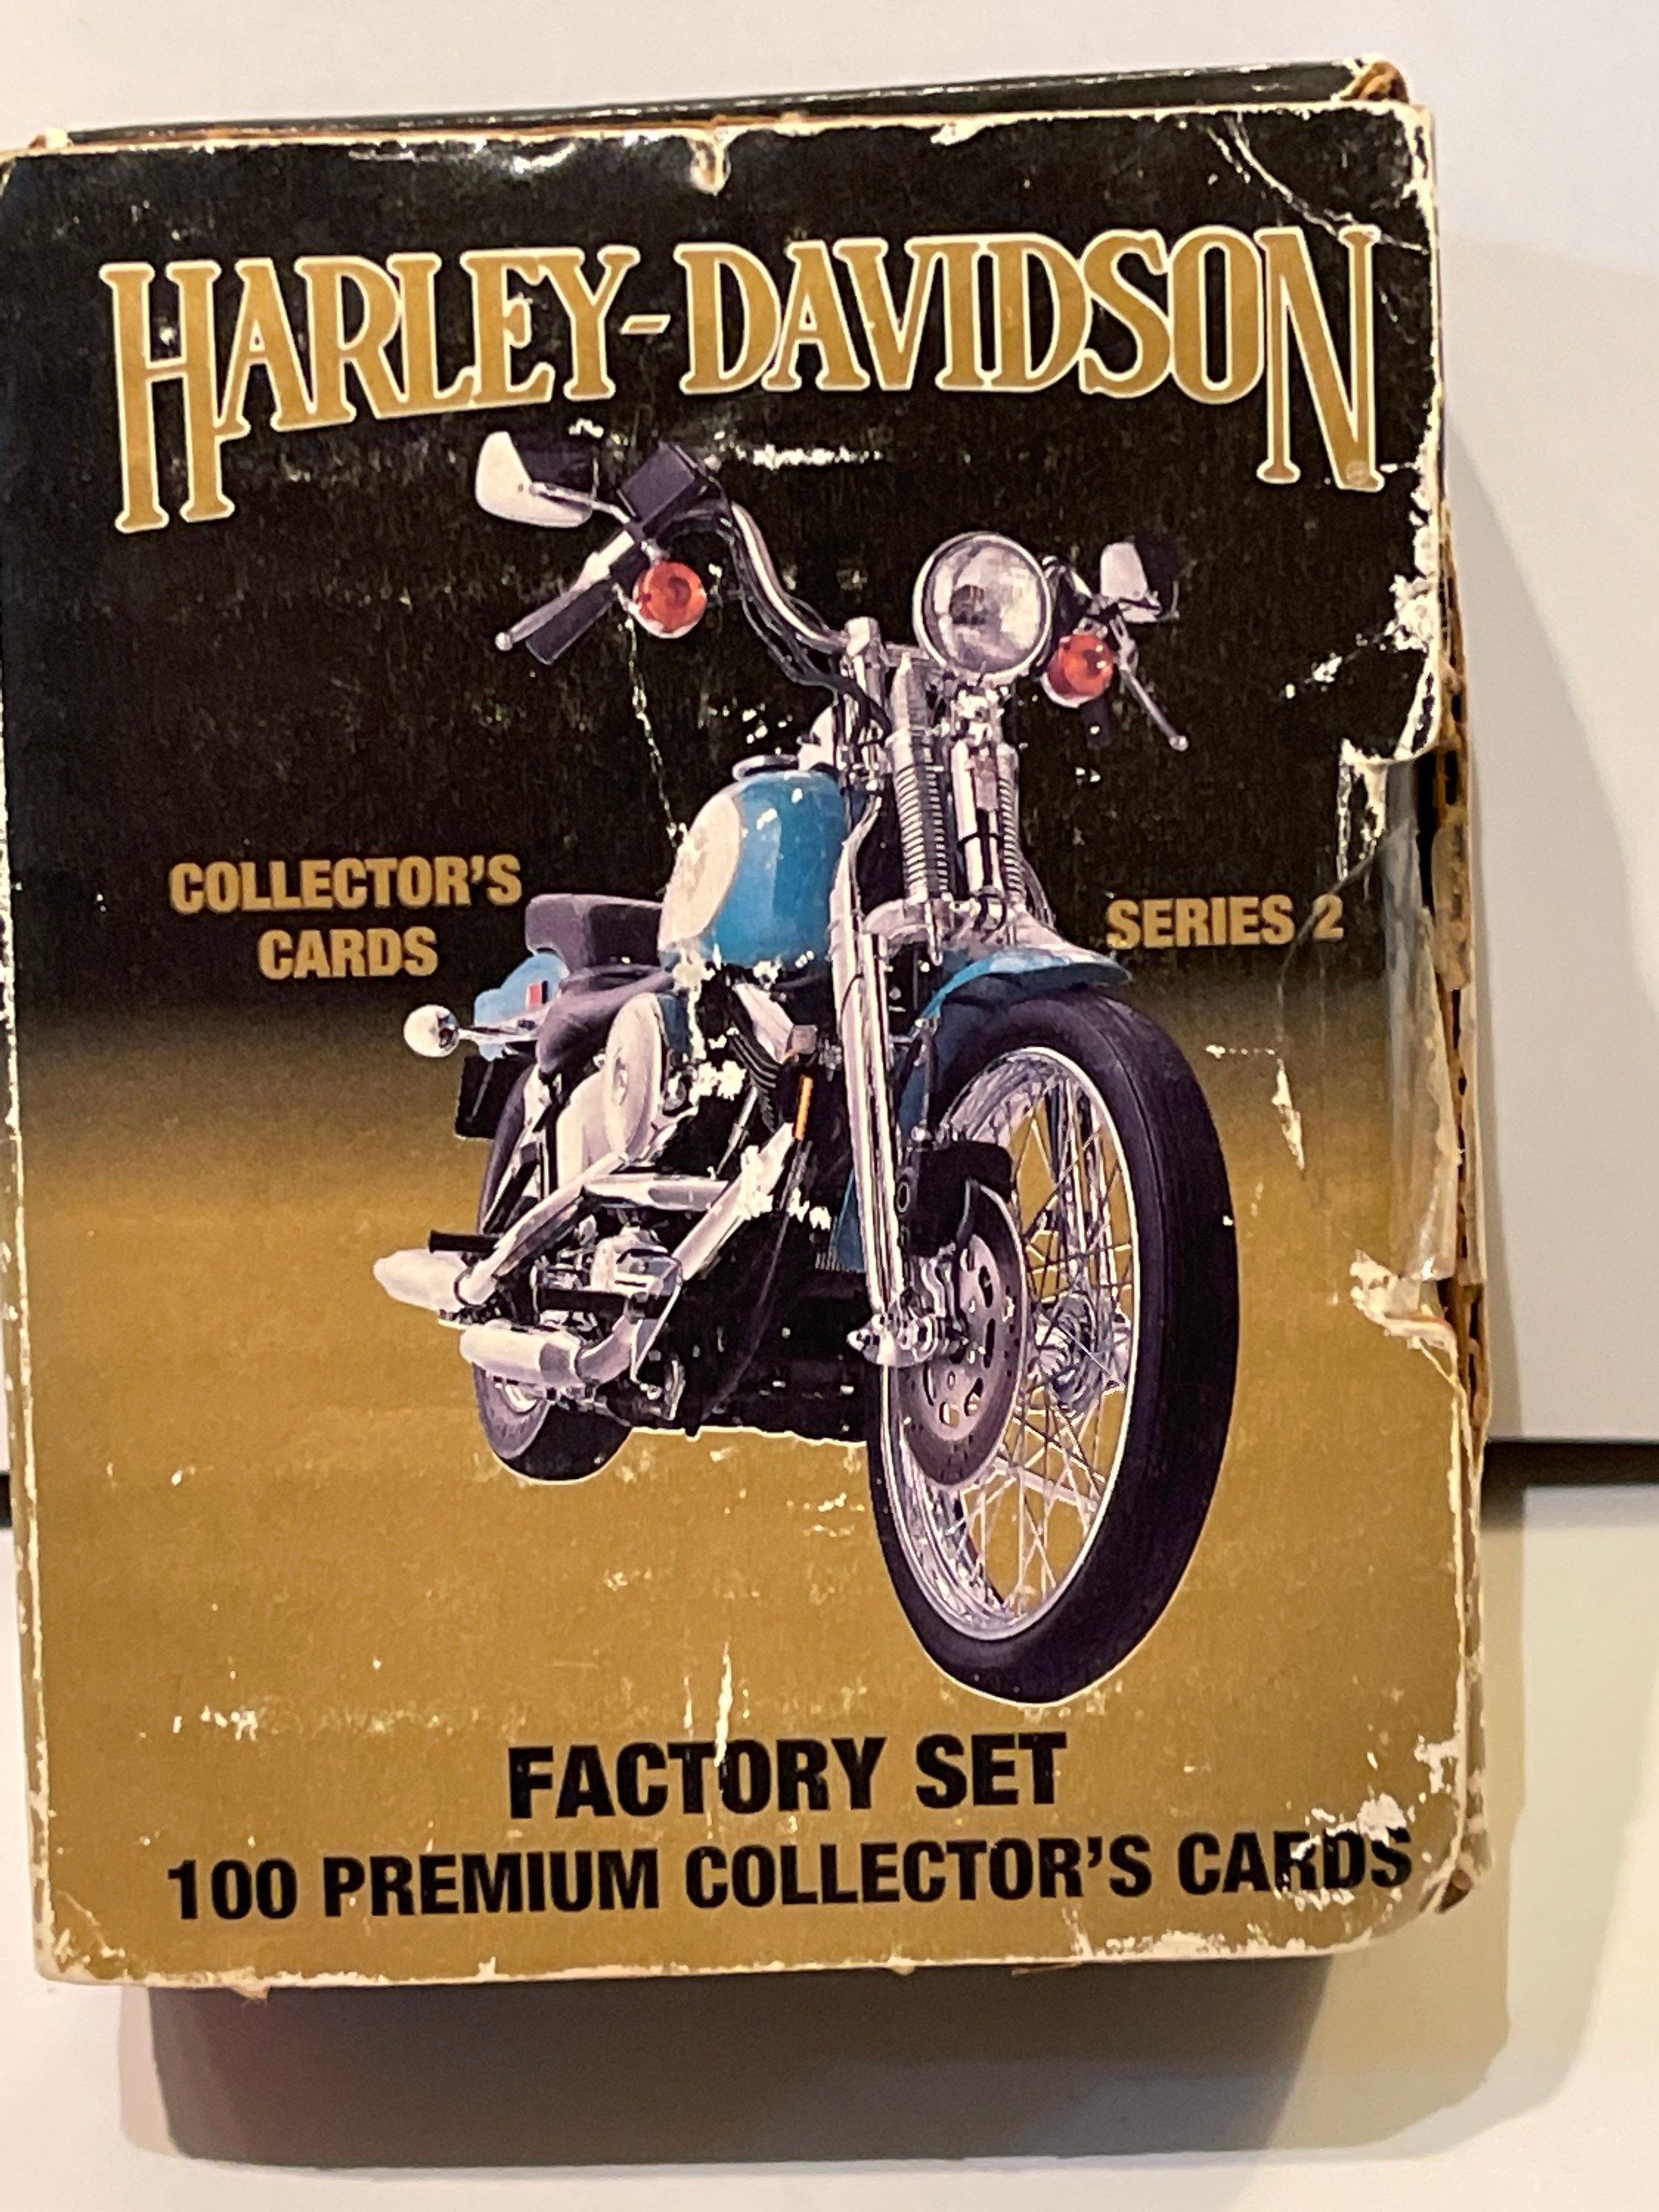 HARLEY-DAVIDSON
COLLECTOR'S
CARDS
SERIES 2
FACTORY SET
100 PREMIUM COLLECTOR'S CARDS